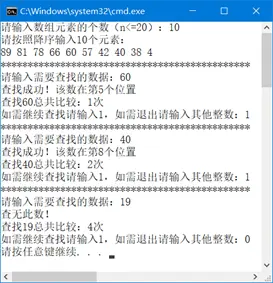 C:\Windows\system32\cmd.exe
请输入数组元素的个数（n<=20）：10
请按照降序输入10个元素：
89 81 78 66 60 57 42 40 38 4
**************************************************
请输入需要查找的数据：60
查找成功！该数在第5个位置
查找60总共比较：1次
如需继续查找请输入1，如需退出请输入其他整数：1
**************************************************
请输入需要查找的数据：40
查找成功！该数在第8个位置
查找40总共比较：2次
如需继续查找请输入1，如需退出请输入其他整数：1
**************************************************
请输入需要查找的数据：19
查无此数！
查找19总共比较：4次
如需继续查找请输入1，如需退出请输入其他整数：0
请按任意键继续. . .